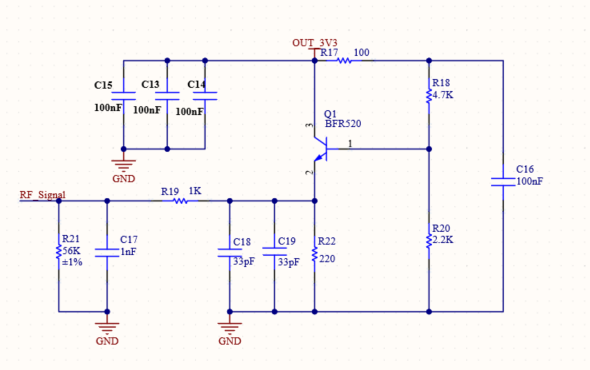 OUT_3V3
R17 100
C15
100nF
C13
100nF
C14
100nF
R18
4.7K
Q1
BFR520
3
1
2
C16
100nF
GND
RF_Signal
R19 1K
R21
56K
±1%
C17
1nF
C18
33pF
C19
33pF
R22
220
R20
2.2K
GND
GND